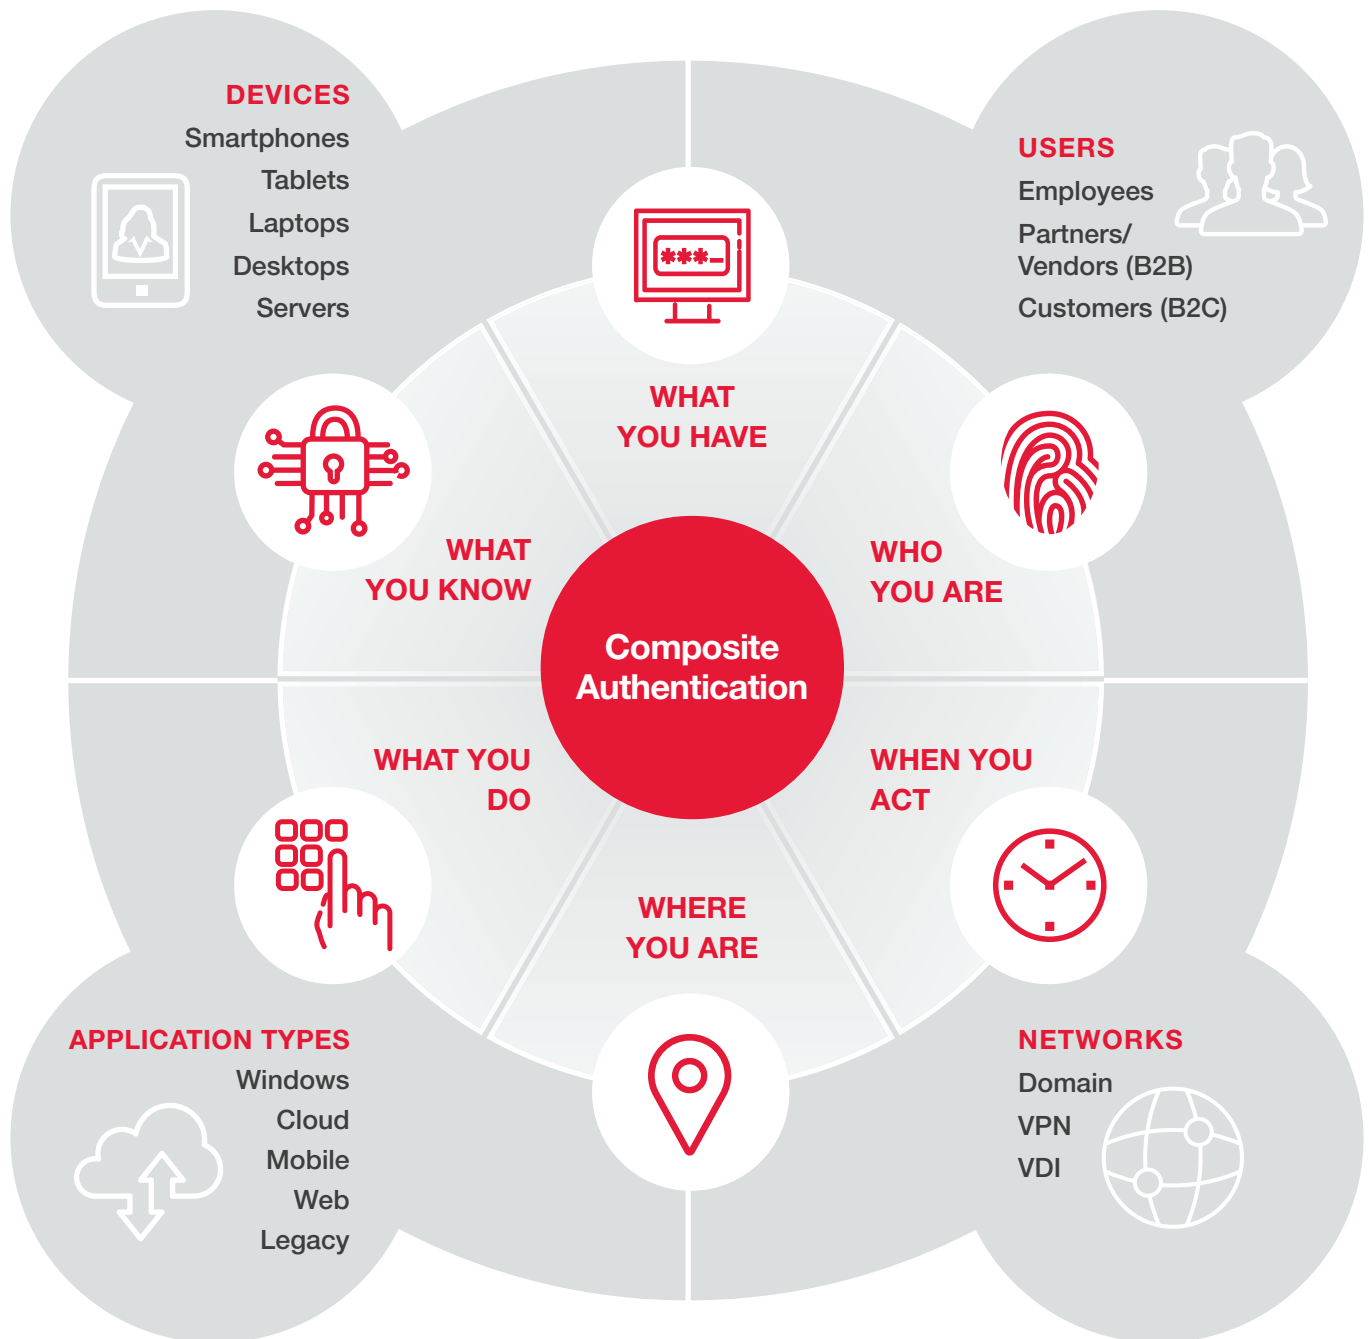 DEVICES
Smartphones
Tablets
Laptops
Desktops
Servers
USERS
Employees
Partners/
Vendors (B2B)
Customers (B2C)
***_
WHAT
YOU HAVE
WHAT
YOU KNOW
WHO
YOU ARE
Composite
Authentication
WHAT YOU
DO
WHEN YOU
ACT
WHERE
YOU ARE
APPLICATION TYPES
Windows
Cloud
Mobile
Web
Legacy
NETWORKS
Domain
VPN
VDI